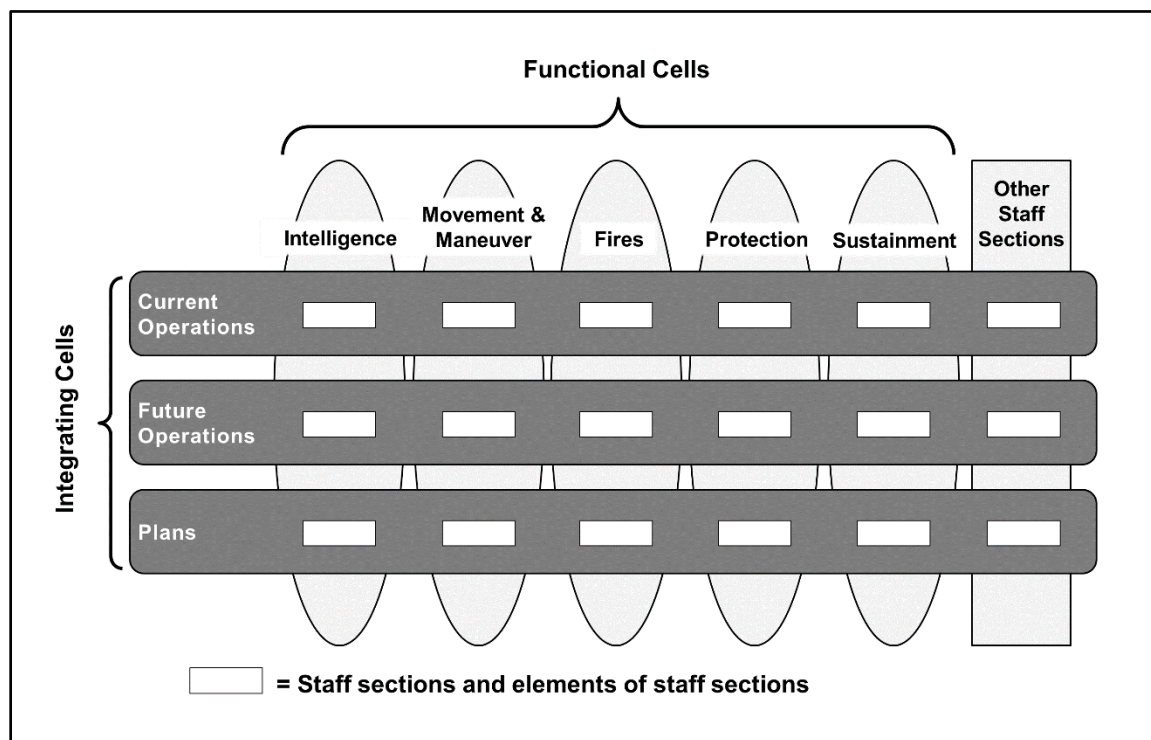 Functional Cells
Intelligence
Movement &
Maneuver
Fires
Protection
Sustainment
Other
Staff
Sections
Integrating Cells
Current
Operations
Future
Operations
Plans
= Staff sections and elements of staff sections